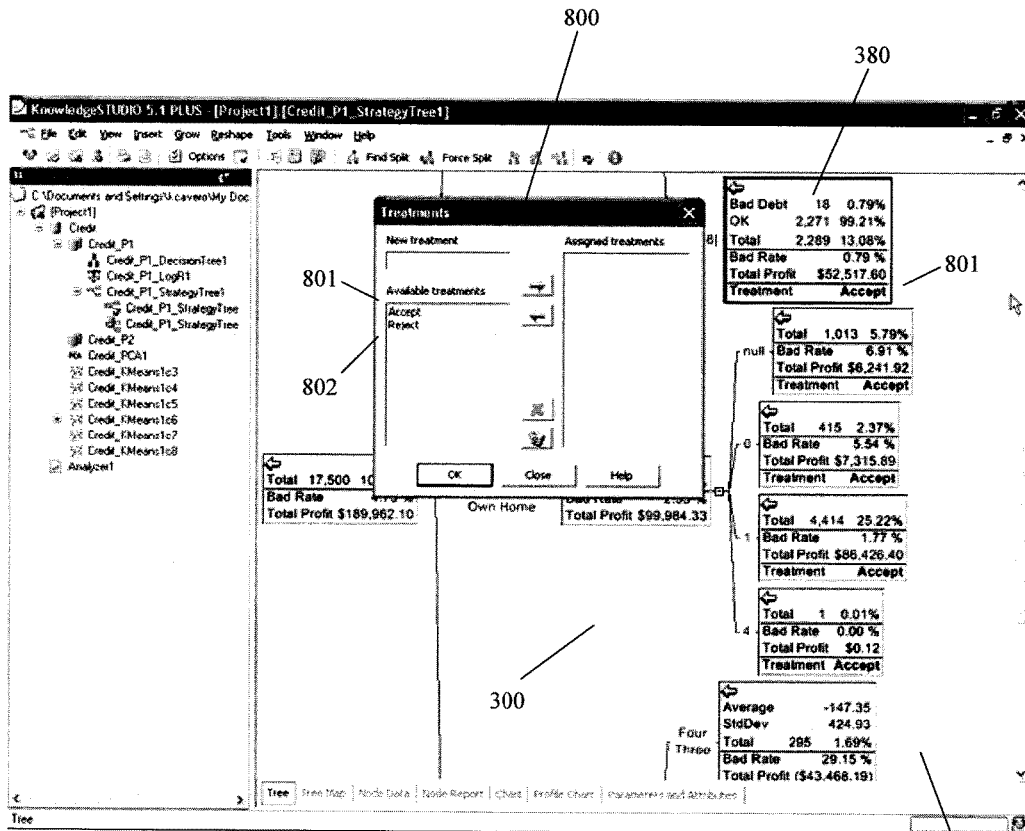 800
380
KnowledgeSTUDIO 5.1 PLUS - [Project1].[Credit_P1_StrategyTree1]
File Edit View Insert Grow Reshape Tools Window Help
Options Find Split Force Split
C:\Documents and Settings\i.cavero\My Doc
[Project1]
Credit
Credit_P1
Credit_P1_DecisionTree1
Credit_P1_LogR1
Credit_P1_StrategyTree1
Credit_P1_StrategyTree
Credit_P1_StrategyTree
Credit_P2
Credit_PCA1
Credit_KMeans1c3
Credit_KMeans1c4
Credit_KMeans1c5
Credit_KMeans1c6
Credit_KMeans1c7
Credit_KMeans1c8
Analyzer1
Treatments
New treatment
Assigned treatments
Available treatments
Accept
Reject
OK Close Help
801
802
Bad Debt 18 0.79%
OK 2,271 99.21%
Total 2,289 13.08%
Bad Rate 0.79 %
Total Profit $52,517.60
Treatment Accept
801
null
Total 1,013 5.79%
Bad Rate 6.91 %
Total Profit $6,241.92
Treatment Accept
Total 415 2.37%
Bad Rate 5.54 %
Total Profit $7,315.89
Treatment Accept
1
Total 4,414 25.22%
Bad Rate 1.77 %
Total Profit $86,426.40
Treatment Accept
4
Total 1 0.01%
Bad Rate 0.00 %
Total Profit $0.12
Treatment Accept
Total 17,500
Bad Rate
Total Profit $189,962.10
Own Home
Total Profit $99,984.33
300
Four
Three
Average -147.35
StdDev 424.93
Total 295 1.69%
Bad Rate 29.15 %
Total Profit ($43,468.19)
Tree Tree Map Node Data Node Report Chart Profile Chart Parameters and Attributes
Tree